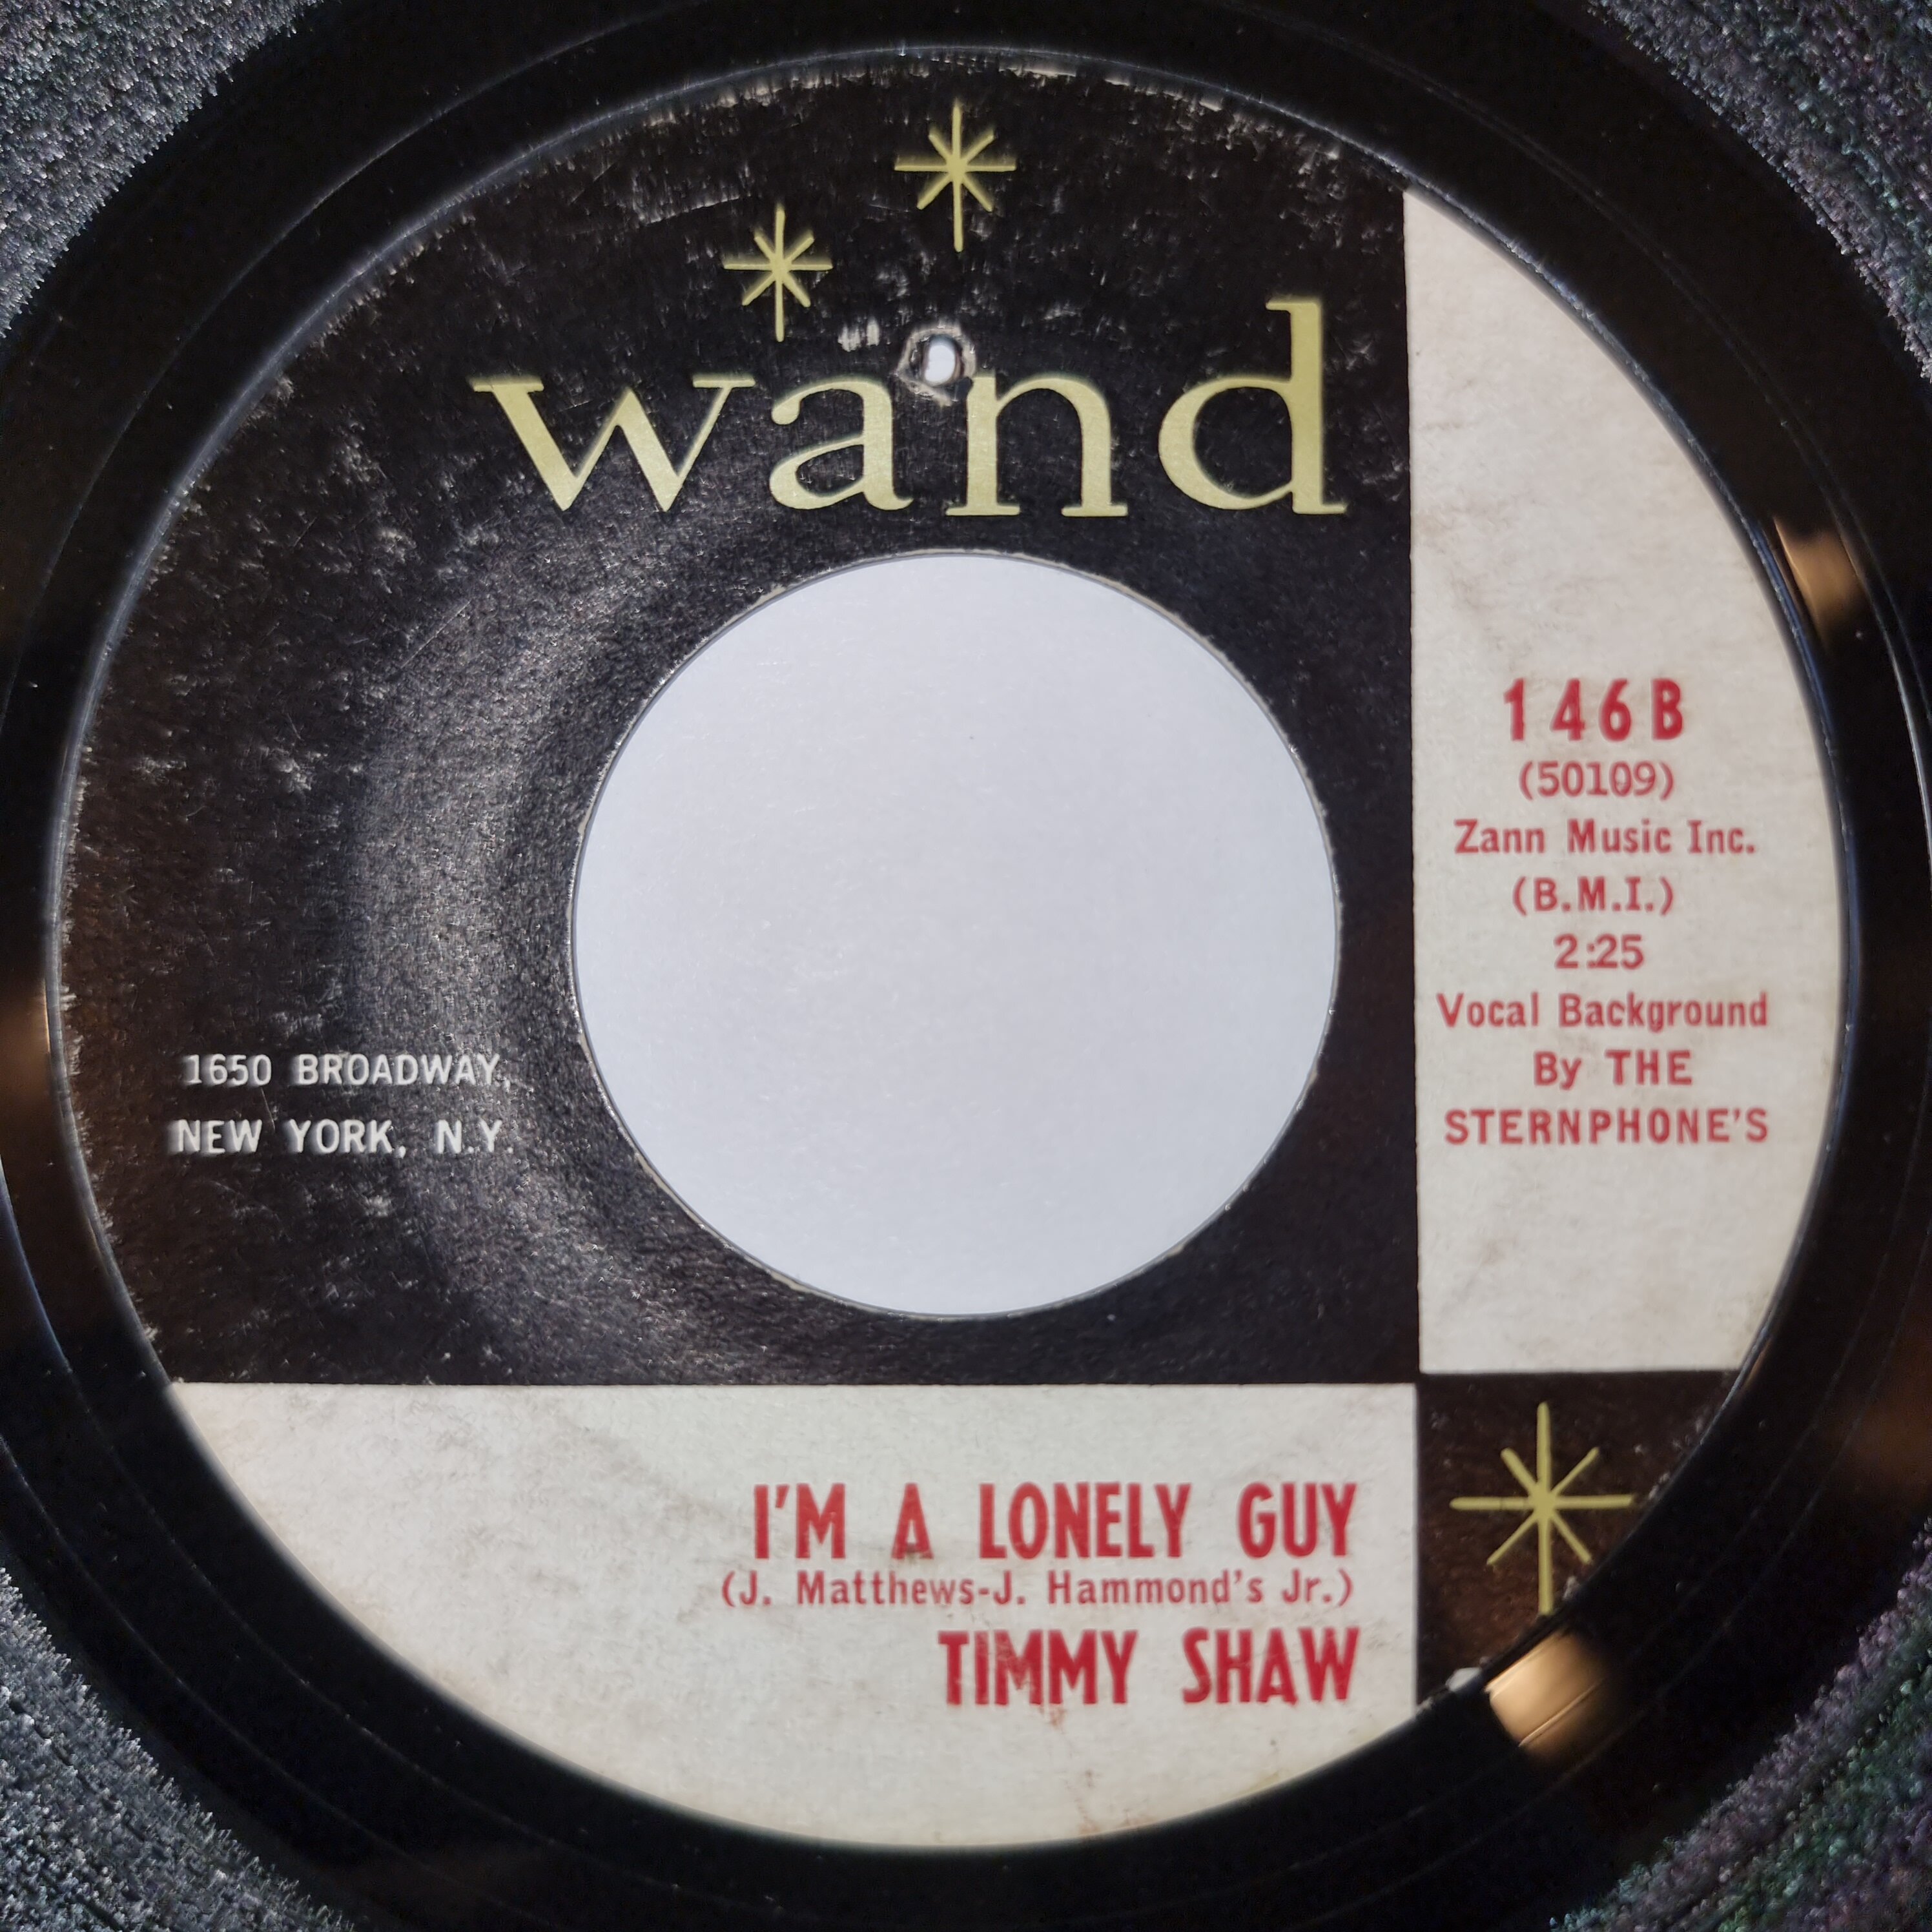 wand
146B
(50109)
Zann Music Inc.
(B.M.I.)
2:25
Vocal Background
By THE
STERNPHONE'S
1650 BROADWAY,
NEW YORK, N.Y.
I'M A LONELY GUY
(J. Matthews-J. Hammond's Jr.)
TIMMY SHAW